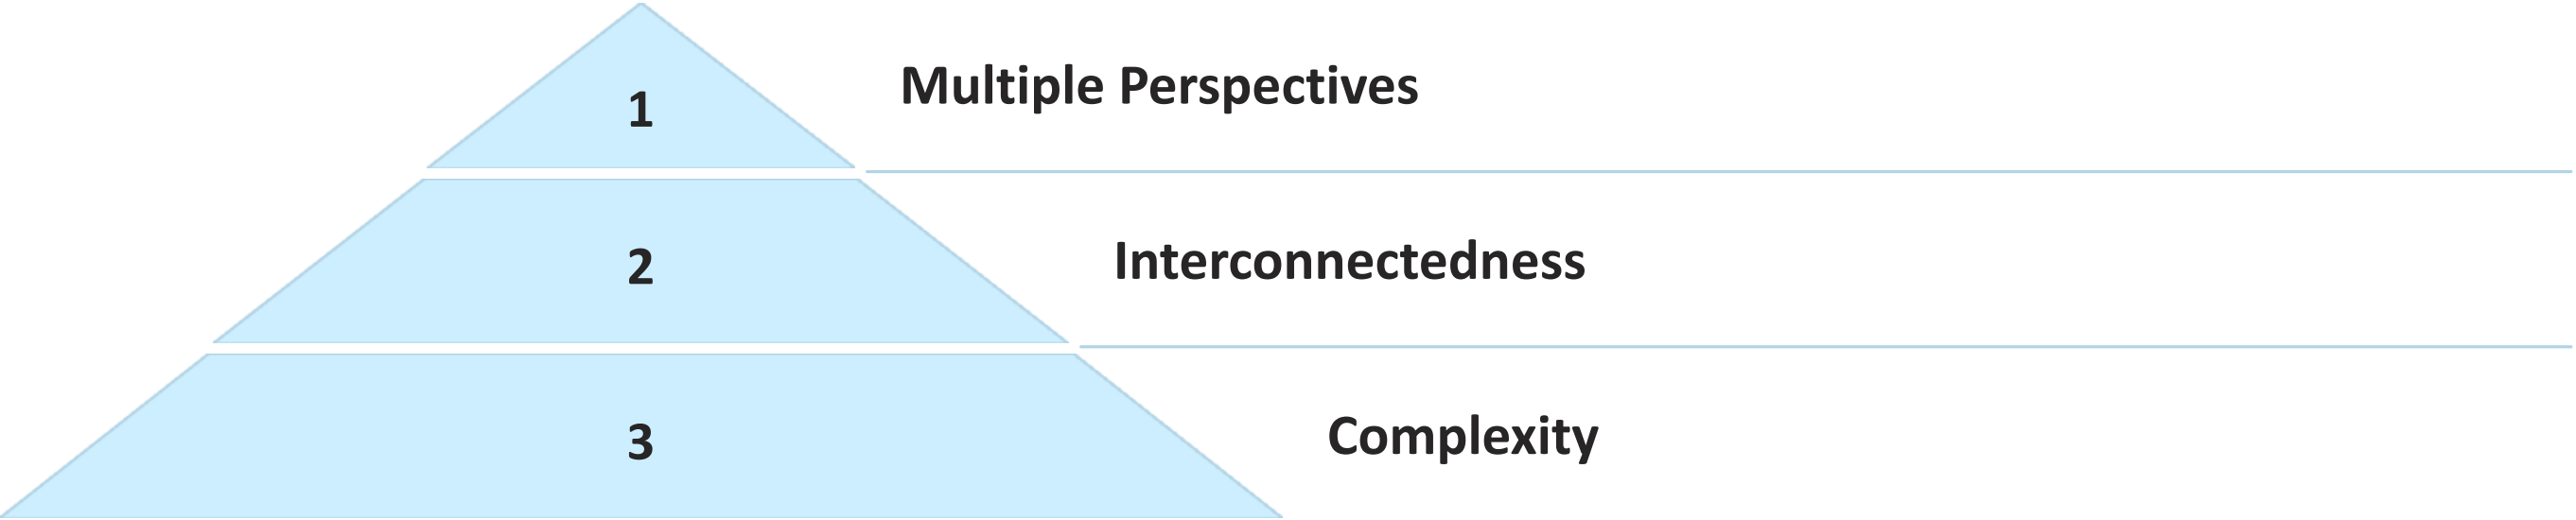 1
Multiple Perspectives
2
Interconnectedness
3
Complexity